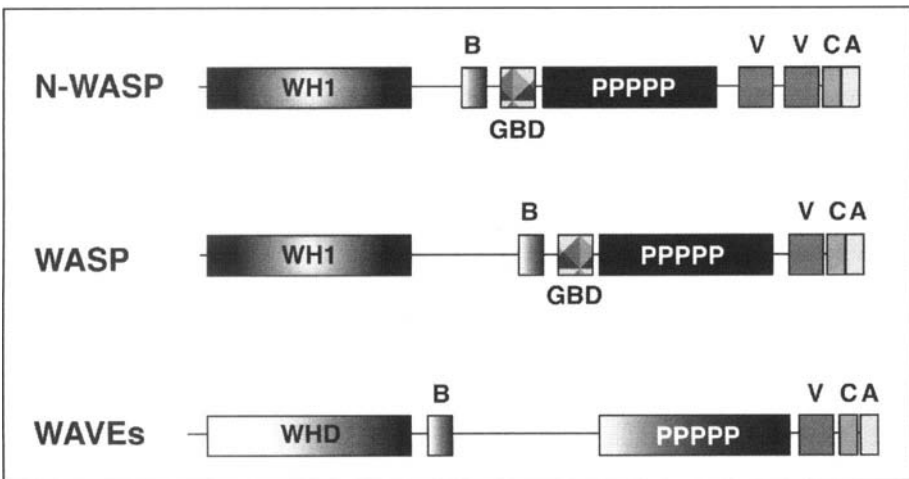 B V V C A
N-WASP WH1 PPPPP
GBD
B V C A
WASP WH1 PPPPP
GBD
B V C A
WAVEs WHD PPPPP